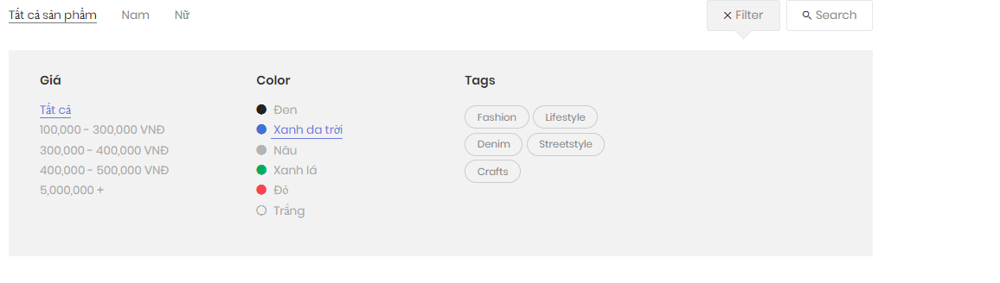 Tất cả sản phẩm Nam Nữ Filter Search
Giá Color Tags
Tất cả
100,000 - 300,000 VNĐ
300,000 - 400,000 VNĐ
400,000 - 500,000 VNĐ
5,000,000 +
Đen
Xanh da trời
Nâu
Xanh lá
Đỏ
Trắng
Fashion Lifestyle
Denim Streetstyle
Crafts